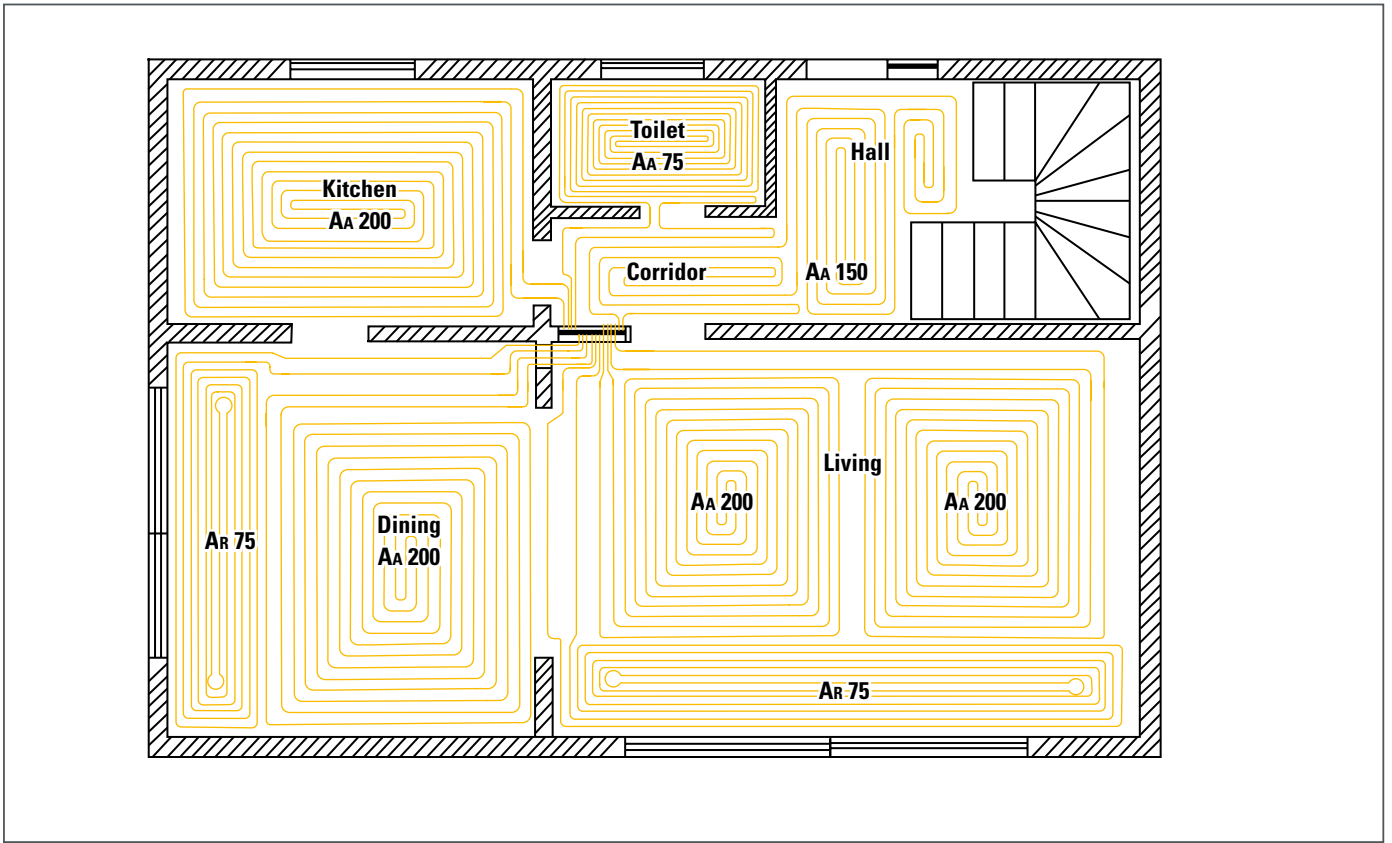 Toilet
AA 75
Hall
Kitchen
AA 200
Corridor
AA 150
Living
AA 200
AA 200
Dining
AA 200
AR 75
AR 75